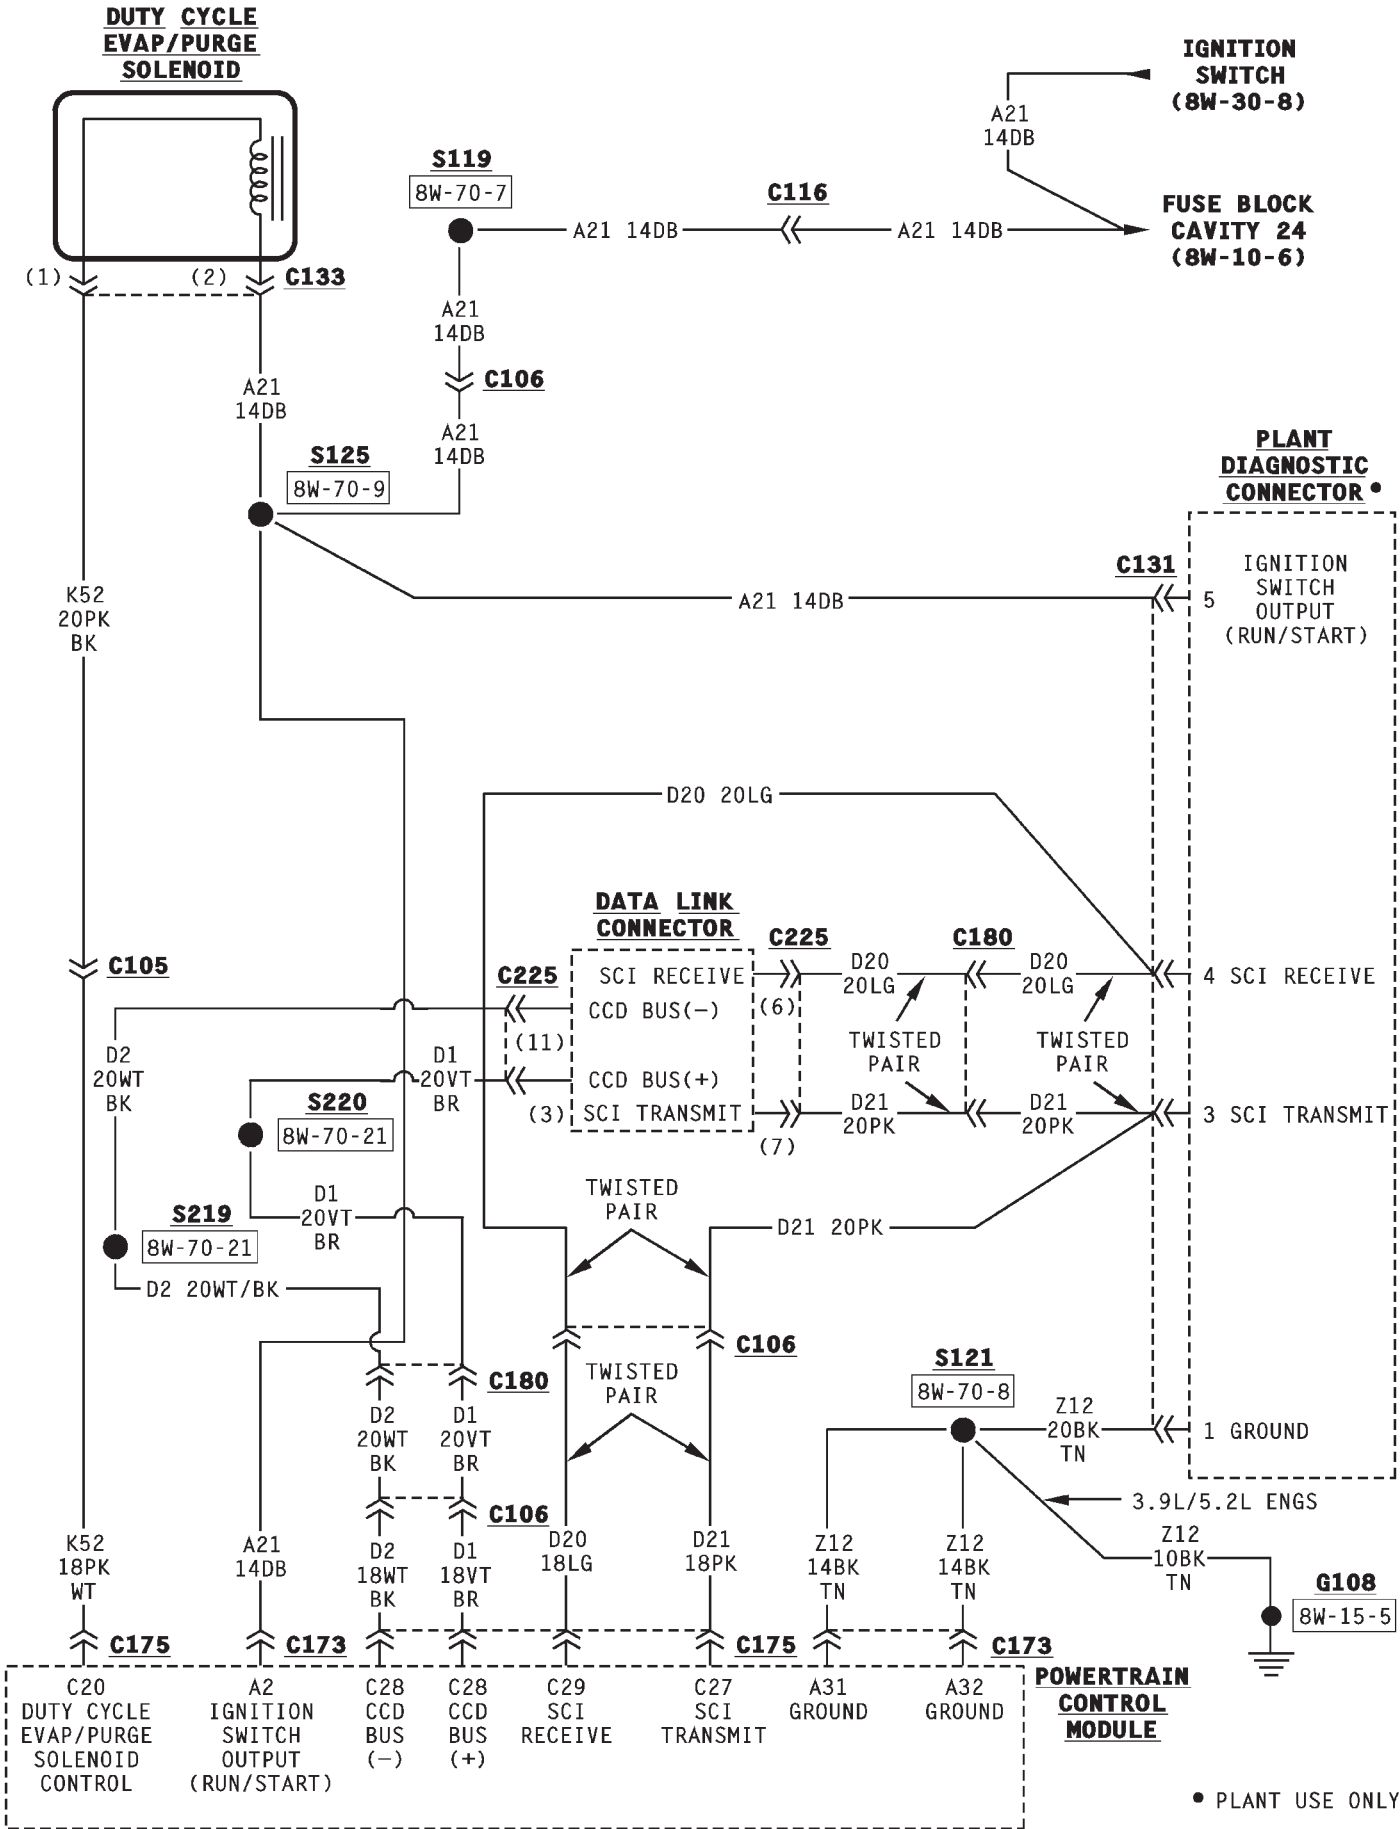 DUTY CYCLE
EVAP/PURGE
SOLENOID
IGNITION
SWITCH
(8W-30-8)
A21
14DB
S119
8W-70-7
C116
A21 14DB
A21 14DB
FUSE BLOCK
CAVITY 24
(8W-10-6)
(1)
(2)
C133
A21
14DB
C106
A21
14DB
A21
14DB
S125
8W-70-9
PLANT
DIAGNOSTIC
CONNECTOR •
C131
A21 14DB
5
IGNITION
SWITCH
OUTPUT
(RUN/START)
K52
20PK
BK
D20 20LG
DATA LINK
CONNECTOR
C105
C225
C225
C180
SCI RECEIVE
D20
20LG
D20
20LG
4 SCI RECEIVE
CCD BUS(−)
(6)
(11)
TWISTED
PAIR
TWISTED
PAIR
D2
20WT
BK
D1
20VT
BR
CCD BUS(+)
(3)
SCI TRANSMIT
D21
20PK
D21
20PK
3 SCI TRANSMIT
(7)
S220
8W-70-21
D1
20VT
BR
TWISTED
PAIR
D21 20PK
S219
8W-70-21
D2 20WT/BK
C106
C180
TWISTED
PAIR
S121
8W-70-8
Z12
20BK
TN
1 GROUND
D2
20WT
BK
D1
20VT
BR
C106
3.9L/5.2L ENGS
K52
18PK
WT
A21
14DB
D2
18WT
BK
D1
18VT
BR
D20
18LG
D21
18PK
Z12
14BK
TN
Z12
14BK
TN
Z12
10BK
TN
G108
8W-15-5
C175
C173
C175
C173
POWERTRAIN
CONTROL
MODULE
C20
DUTY CYCLE
EVAP/PURGE
SOLENOID
CONTROL
A2
IGNITION
SWITCH
OUTPUT
(RUN/START)
C28
CCD
BUS
(−)
C28
CCD
BUS
(+)
C29
SCI
RECEIVE
C27
SCI
TRANSMIT
A31
GROUND
A32
GROUND
• PLANT USE ONLY